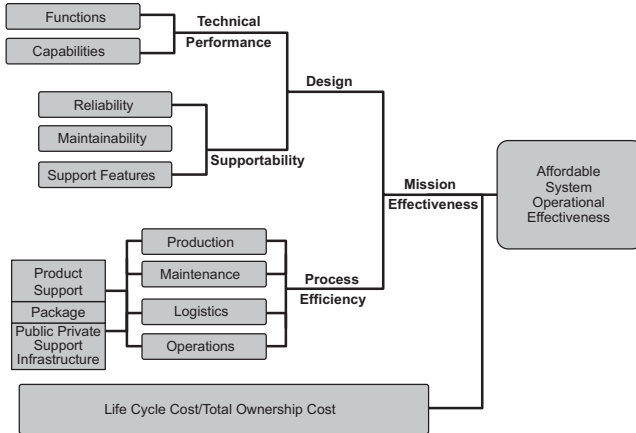 Functions
Capabilities
Technical
Performance
Reliability
Maintainability
Support Features
Supportability
Design
Production
Maintenance
Logistics
Operations
Product
Support
Package
Public Private
Support
Infrastructure
Process
Efficiency
Mission
Effectiveness
Affordable
System
Operational
Effectiveness
Life Cycle Cost/Total Ownership Cost